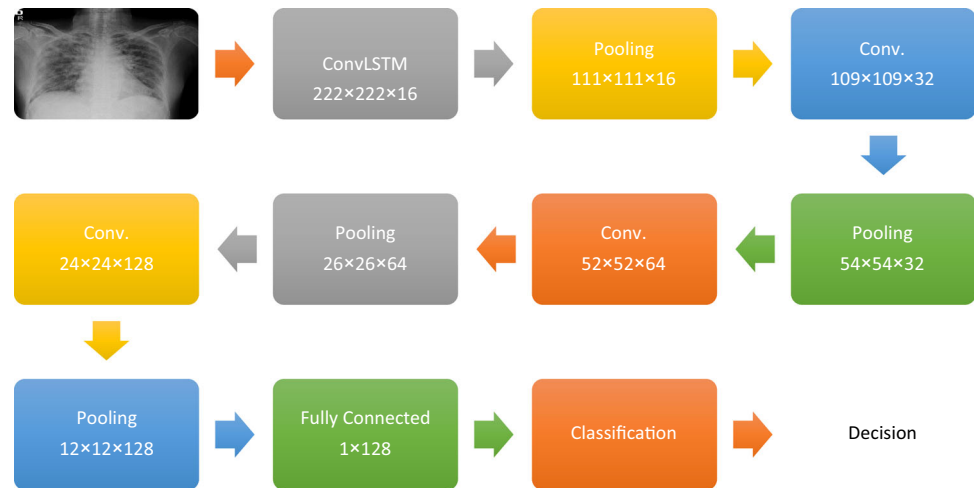 ConvLSTM
222×222×16
Pooling
111×111×16
Conv.
109×109×32
Pooling
54×54×32
Conv.
52×52×64
Pooling
26×26×64
Conv.
24×24×128
Pooling
12×12×128
Fully Connected
1×128
Classification
Decision